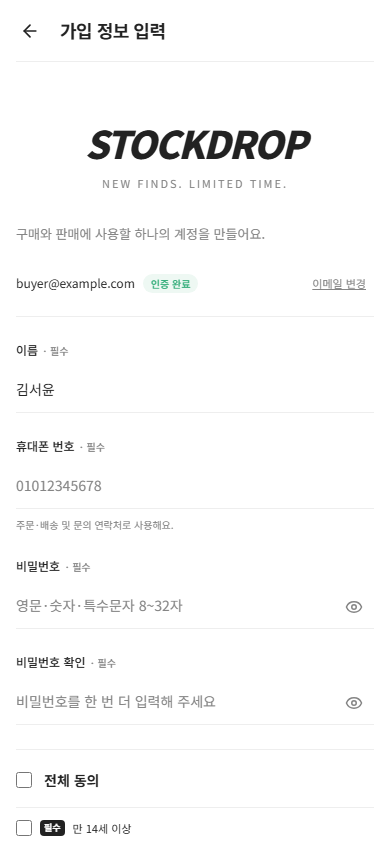 가입 정보 입력
STOCKDROP
NEW FINDS. LIMITED TIME.
구매와 판매에 사용할 하나의 계정을 만들어요.
buyer@example.com 인증 완료 이메일 변경
이름 · 필수
김서윤
휴대폰 번호 · 필수
01012345678
주문·배송 및 문의 연락처로 사용해요.
비밀번호 · 필수
영문·숫자·특수문자 8~32자
비밀번호 확인 · 필수
비밀번호를 한 번 더 입력해 주세요
전체 동의
필수 만 14세 이상